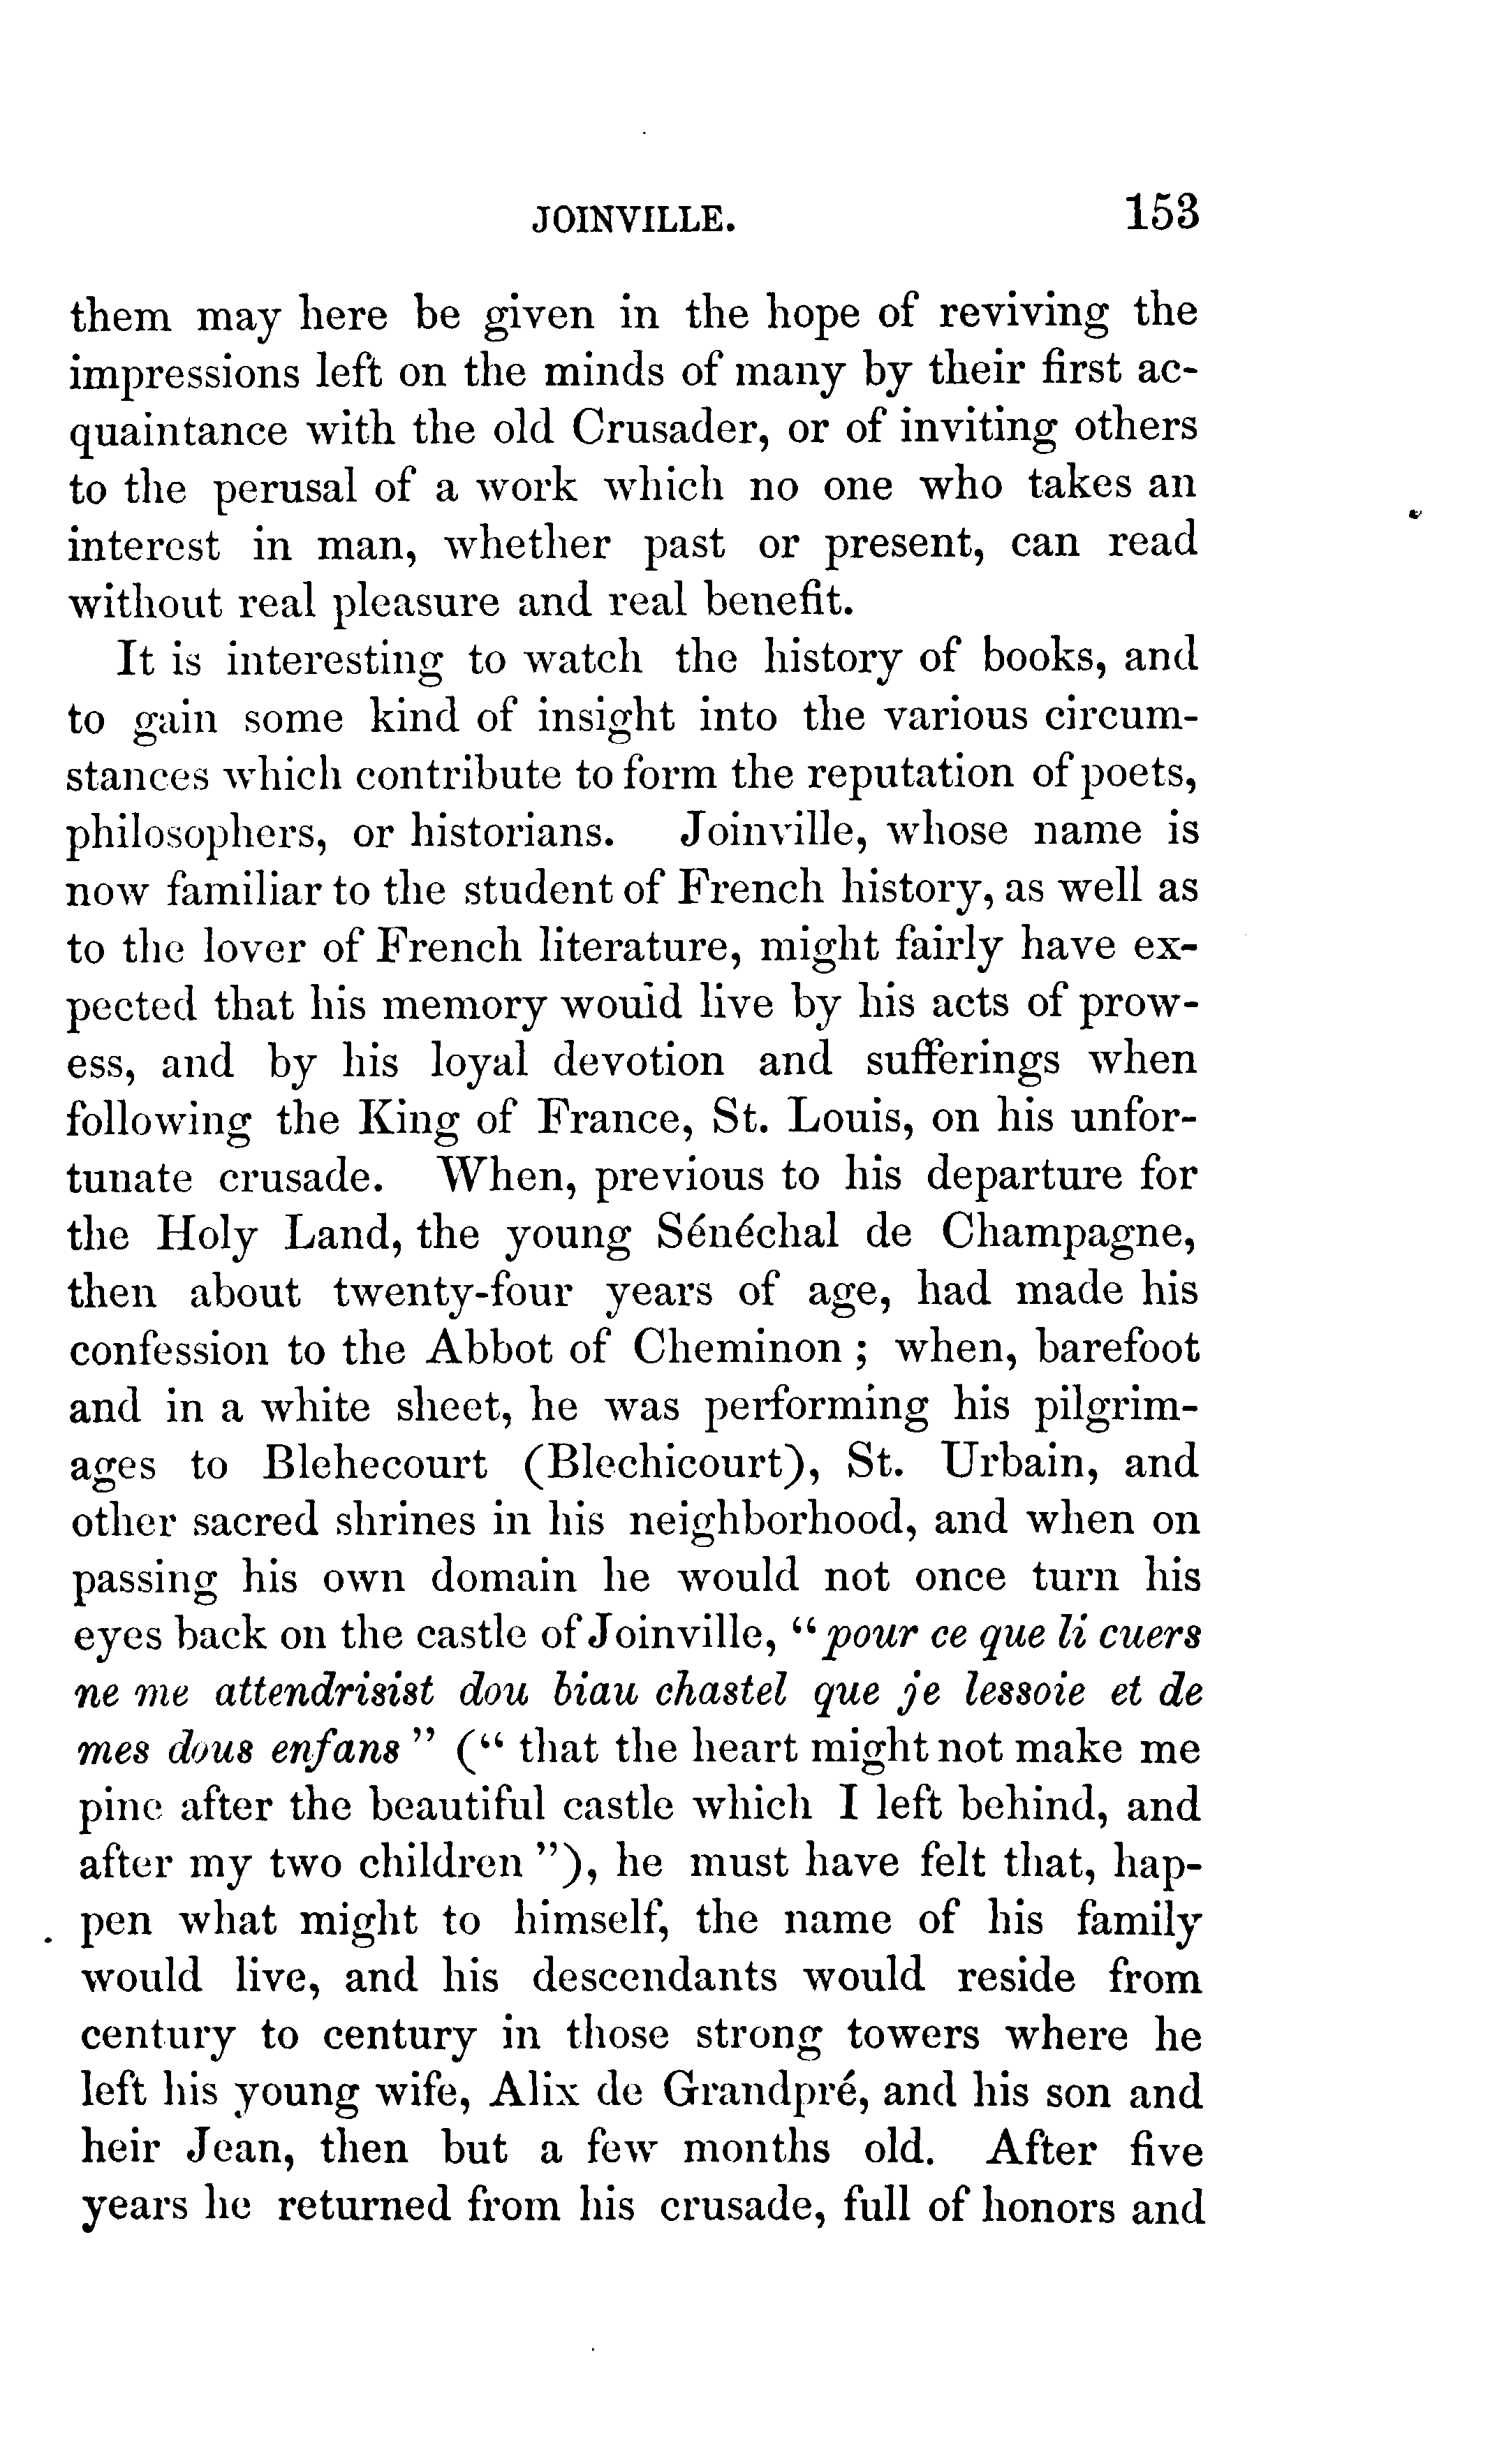 JOINVILLE. 153
them may here be given in the hope of reviving the
impressions left on the minds of many by their first ac-
quaintance with the old Crusader, or of inviting others
to the perusal of a work which no one who takes an
interest in man, whether past or present, can read
without real pleasure and real benefit.
It is interesting to watch the history of books, and
to gain some kind of insight into the various circum-
stances which contribute to form the reputation of poets,
philosophers, or historians. Joinville, whose name is
now familiar to the student of French history, as well as
to the lover of French literature, might fairly have ex-
pected that his memory would live by his acts of prow-
ess, and by his loyal devotion and sufferings when
following the King of France, St. Louis, on his unfor-
tunate crusade. When, previous to his departure for
the Holy Land, the young Sénéchal de Champagne,
then about twenty-four years of age, had made his
confession to the Abbot of Cheminon ; when, barefoot
and in a white sheet, he was performing his pilgrim-
ages to Blehecourt (Blechicourt), St. Urbain, and
other sacred shrines in his neighborhood, and when on
passing his own domain he would not once turn his
eyes back on the castle of Joinville, “ pour ce que li cuers
ne me attendrisist dou biau chastel que je lessoie et de
mes dous enfans ” (“ that the heart might not make me
pine after the beautiful castle which I left behind, and
after my two children ”), he must have felt that, hap-
pen what might to himself, the name of his family
would live, and his descendants would reside from
century to century in those strong towers where he
left his young wife, Alix de Grandpré, and his son and
heir Jean, then but a few months old. After five
years he returned from his crusade, full of honors and